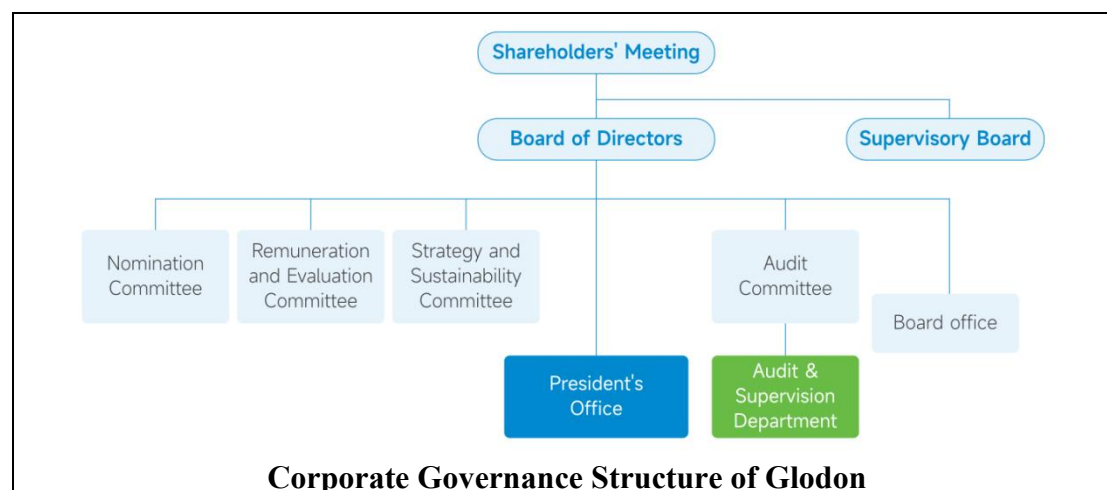 Shareholders' Meeting
Board of Directors
Supervisory Board
Nomination
Committee
Remuneration
and Evaluation
Committee
Strategy and
Sustainability
Committee
Audit
Committee
Board office
President's
Office
Audit &
Supervision
Department
Corporate Governance Structure of Glodon